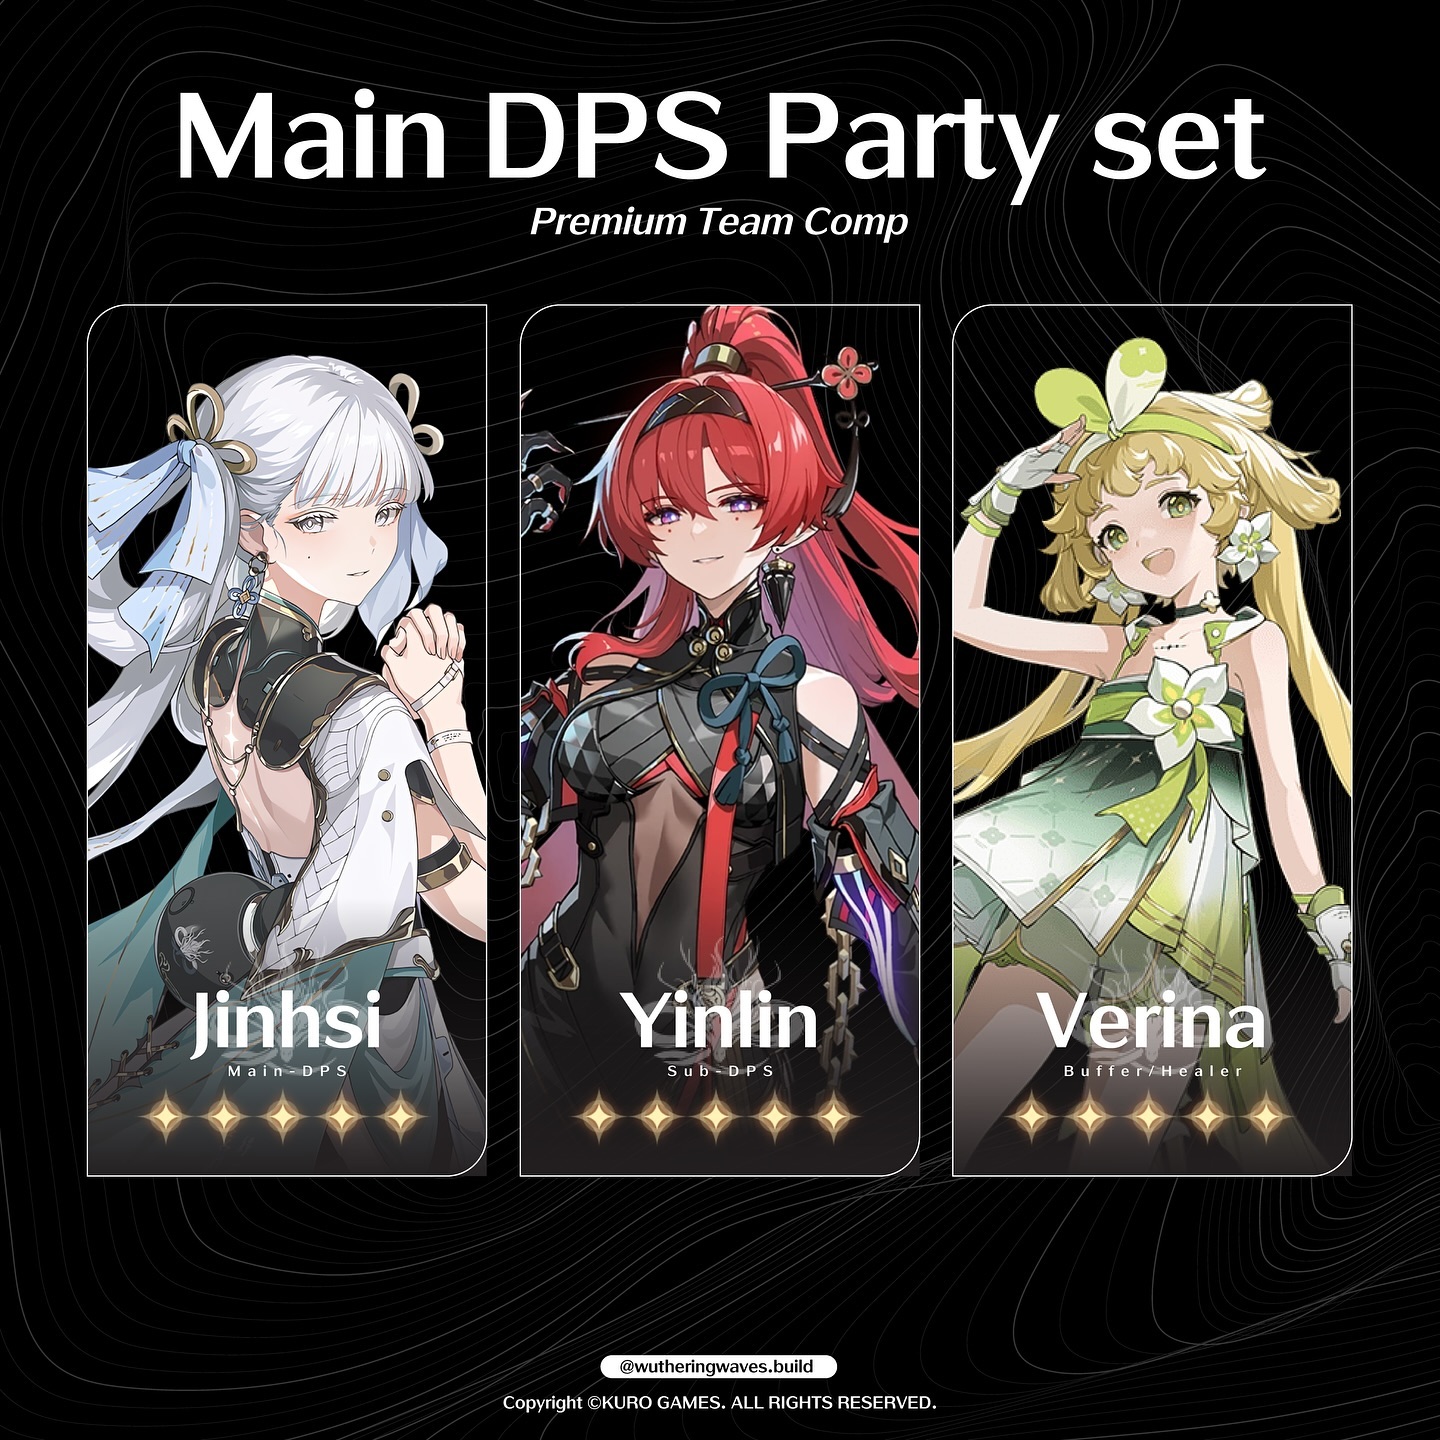 Main DPS Party set
Premium Team Comp
Jinhsi
Main-DPS
Yinlin
Sub-DPS
Verina
Buffer/Healer
@wutheringwaves.build
Copyright ©KURO GAMES. ALL RIGHTS RESERVED.